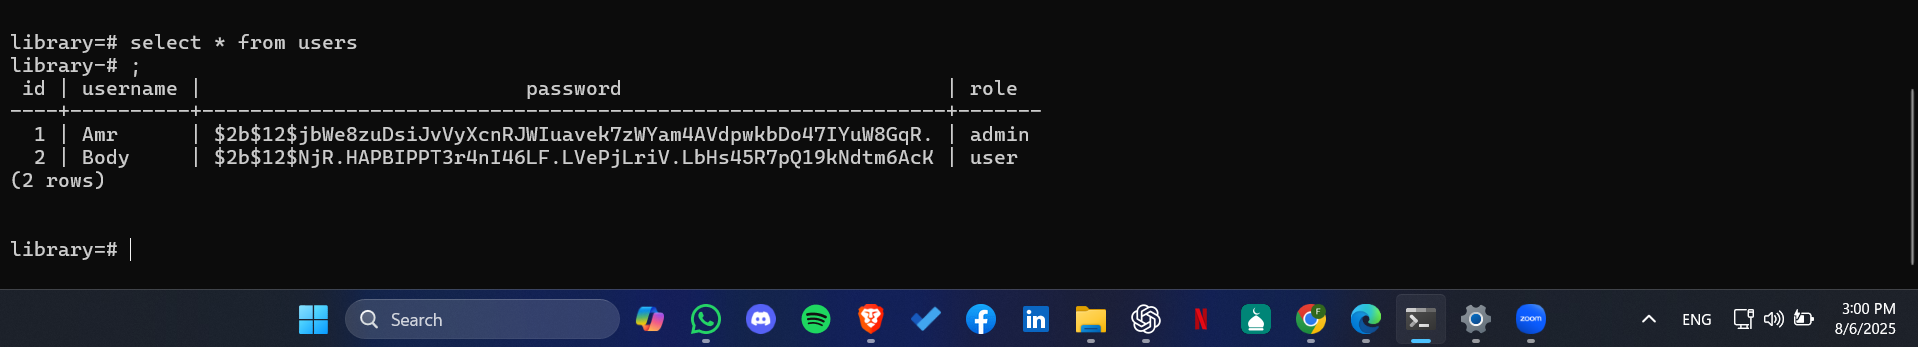 library=# select * from users
library-# ;
 id | username |                           password                           | role
----+----------+--------------------------------------------------------------+-------
  1 | Amr      | $2b$12$jbWe8zuDsiJvVyXcnRJWIuavek7zWYam4AVdpwkbDo47IYuW8GqR. | admin
  2 | Body     | $2b$12$NjR.HAPBIPPT3r4nI46LF.LVePjLriV.LbHs45R7pQ19kNdtm6AcK | user
(2 rows)
library=#
Search
zoom
ENG
3:00 PM
8/6/2025